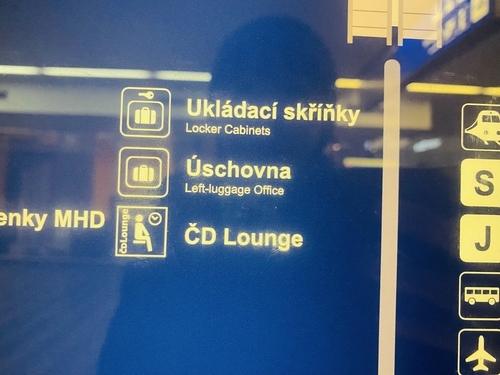 Ukládací skříňky
Locker Cabinets
Úschovna
Left-luggage Office
enky MHD
ČD Lounge
ČD Lounge
S
J